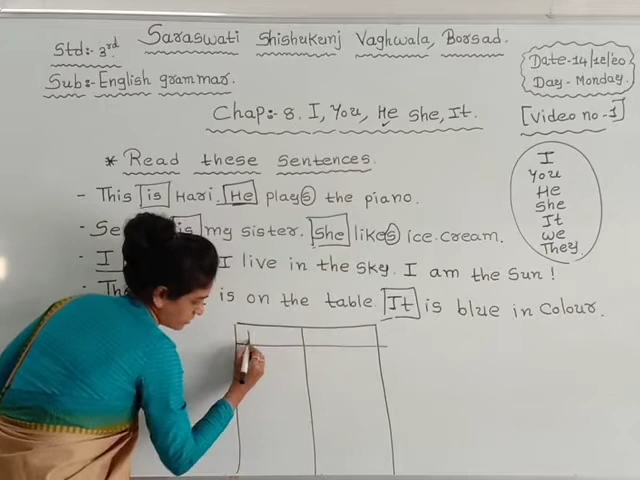 Std:- 3rd
Saraswati Shishukunj Vaghwala, Borsad.
Sub:- English grammar.
Date-14/12/20
Day - Monday.
Chap:- 8. I, You, He She, It.
[Video no -1]
* Read these Sentences.
- This is Hari. He plays the piano.
- is my sister. She likes ice.cream.
- I I live in the sky. I am the Sun!
- is on the table. It is blue in Colour.
I
You
He
She
It
we
They